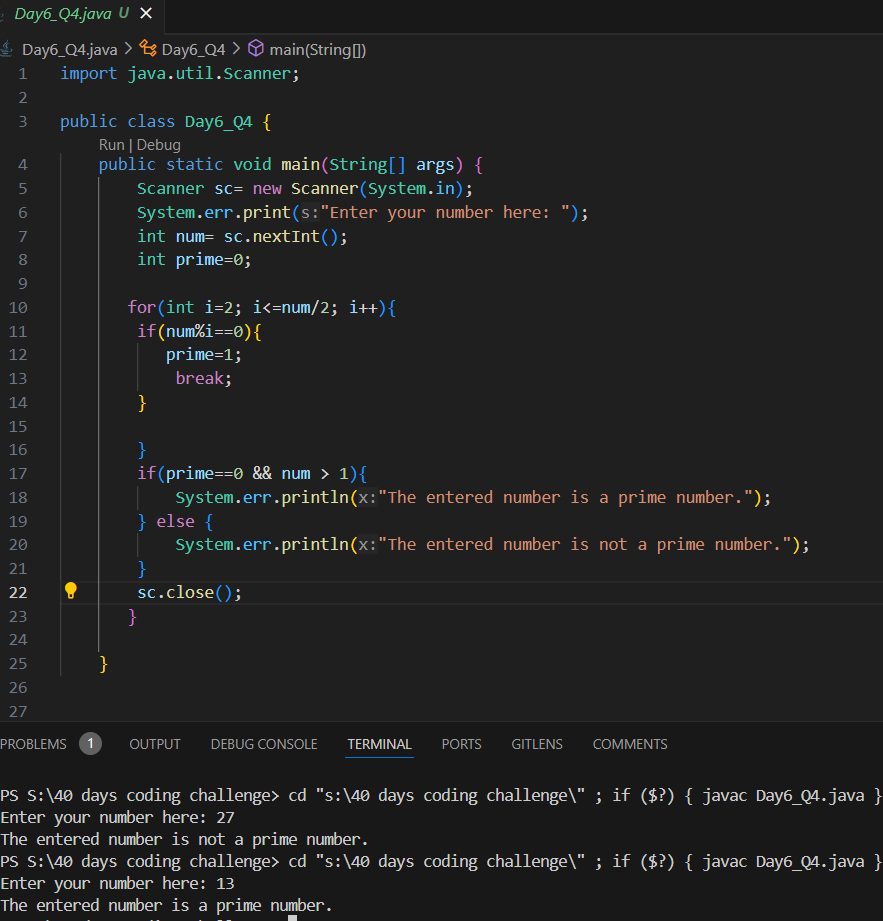 Day6_Q4.java U
Day6_Q4.java > Day6_Q4 > main(String[])
1 import java.util.Scanner;
2
3 public class Day6_Q4 {
Run | Debug
4 public static void main(String[] args) {
5 Scanner sc= new Scanner(System.in);
6 System.err.print(s:"Enter your number here: ");
7 int num= sc.nextInt();
8 int prime=0;
9
10 for(int i=2; i<=num/2; i++){
11 if(num%i==0){
12 prime=1;
13 break;
14 }
15
16 }
17 if(prime==0 && num > 1){
18 System.err.println(x:"The entered number is a prime number.");
19 } else {
20 System.err.println(x:"The entered number is not a prime number.");
21 }
22 sc.close();
23 }
24
25 }
26
27
PROBLEMS 1 OUTPUT DEBUG CONSOLE TERMINAL PORTS GITLENS COMMENTS
PS S:\40 days coding challenge> cd "s:\40 days coding challenge\" ; if ($?) { javac Day6_Q4.java }
Enter your number here: 27
The entered number is not a prime number.
PS S:\40 days coding challenge> cd "s:\40 days coding challenge\" ; if ($?) { javac Day6_Q4.java }
Enter your number here: 13
The entered number is a prime number.